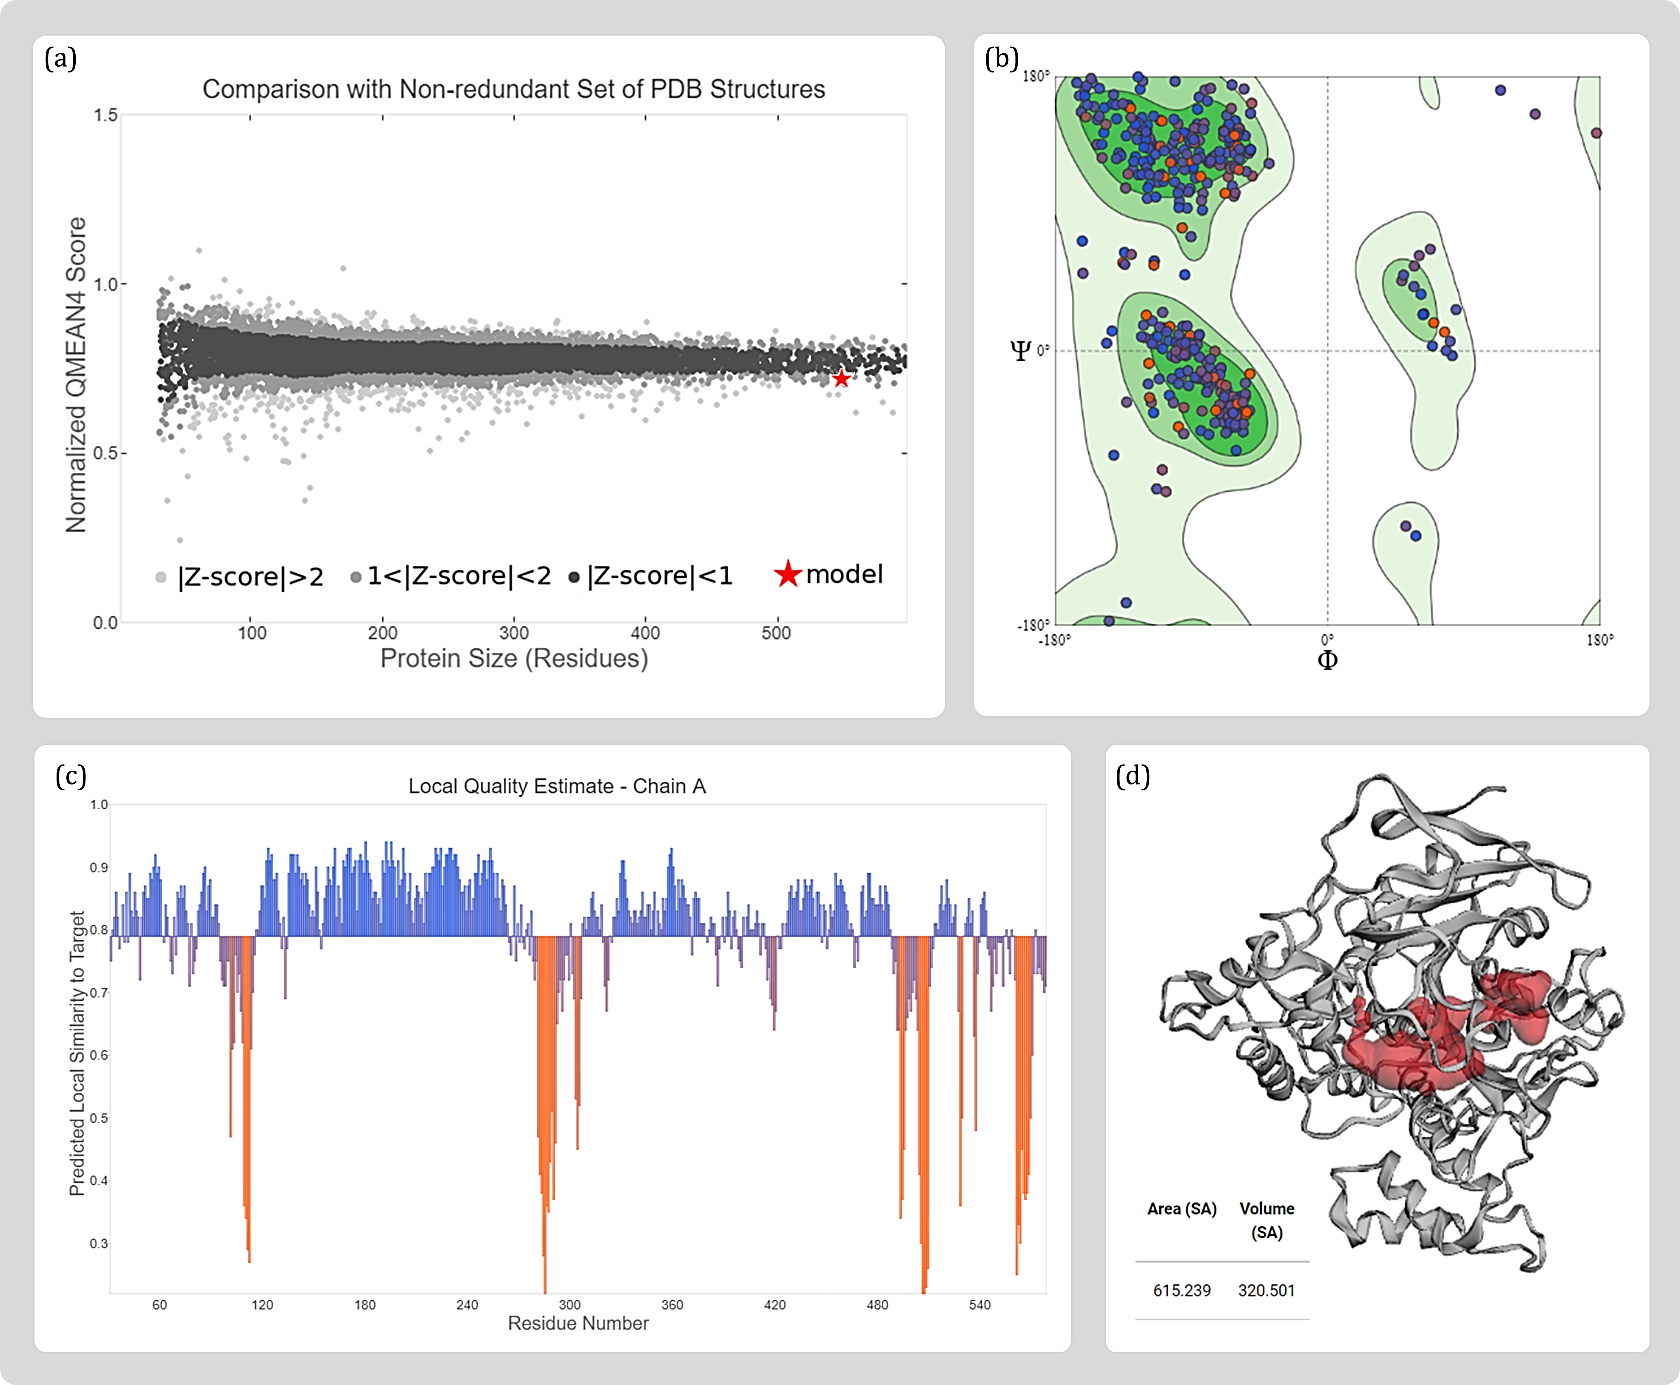 (a)
Comparison with Non-redundant Set of PDB Structures
Normalized QMEAN4 Score
1.5
1.0
0.5
0.0
|Z-score|>2
1<|Z-score|<2
|Z-score|<1
model
100
200
300
400
500
Protein Size (Residues)
(b)
180°
Ψ 0°
-180°
-180°
0°
180°
Φ
(c)
Local Quality Estimate - Chain A
Predicted Local Similarity to Target
1.0
0.9
0.8
0.7
0.6
0.5
0.4
0.3
60
120
180
240
300
360
420
480
540
Residue Number
(d)
Area (SA)
Volume
(SA)
615.239
320.501